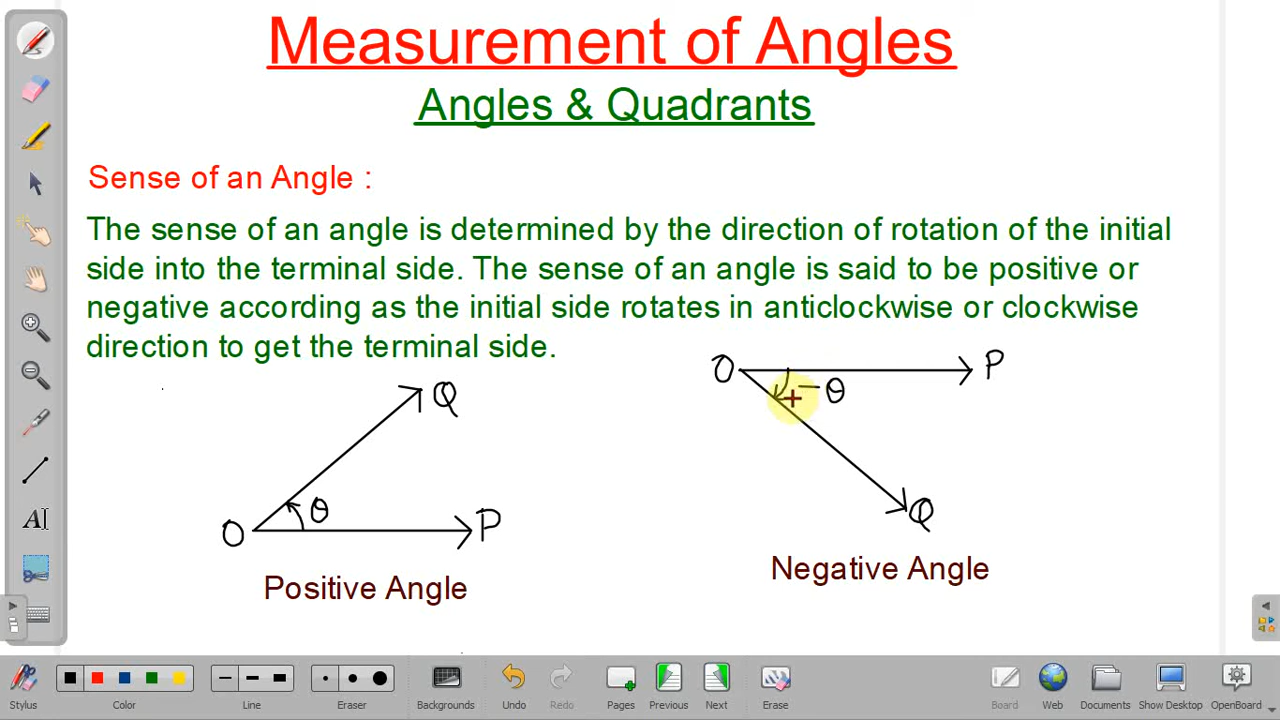 Measurement of Angles
Angles & Quadrants
Sense of an Angle :
The sense of an angle is determined by the direction of rotation of the initial
side into the terminal side. The sense of an angle is said to be positive or
negative according as the initial side rotates in anticlockwise or clockwise
direction to get the terminal side.
O P
-θ
Q
Q
θ
O P
Negative Angle
Positive Angle
AI
Stylus Color Line Eraser Backgrounds Undo Redo Pages Previous Next Erase Board Web Documents Show Desktop OpenBoard